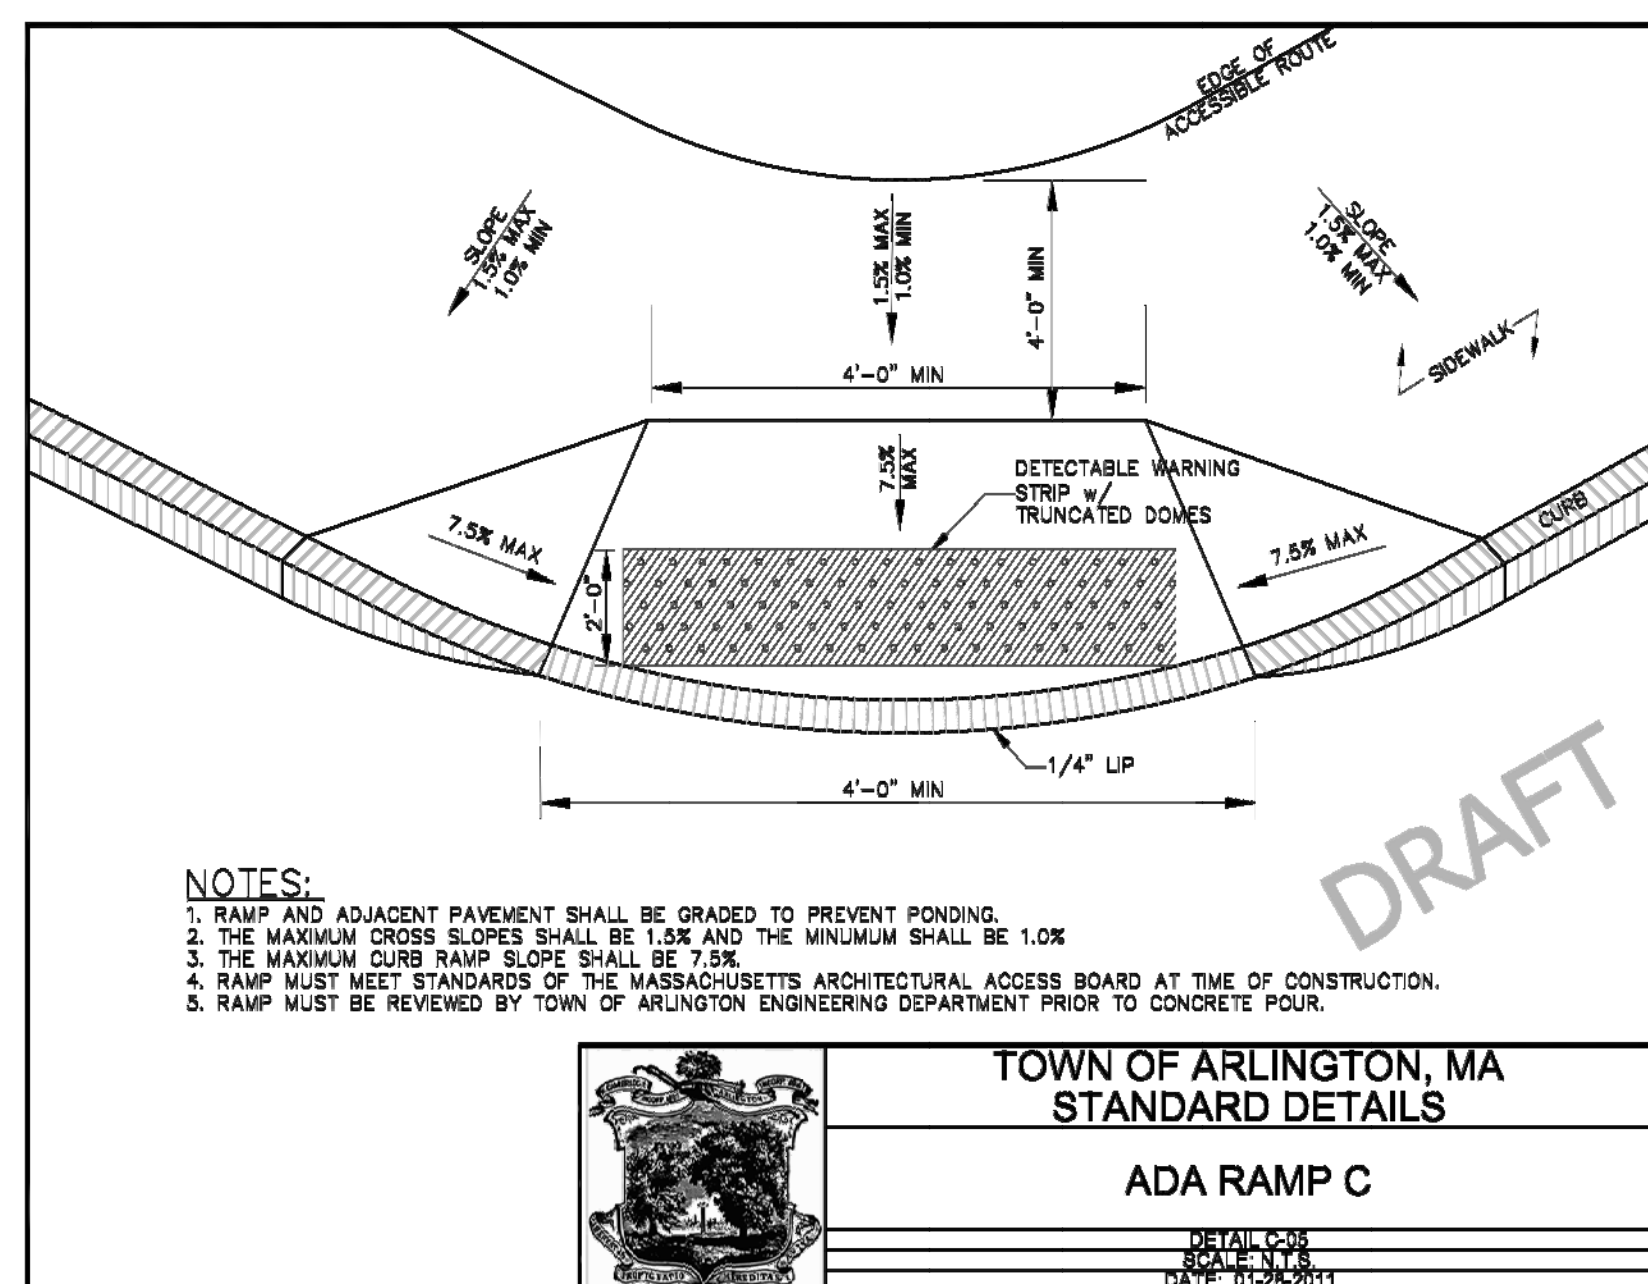 EDGE OF
ACCESSIBLE ROUTE
SLOPE
1.5% MAX
1.0% MIN
1.5% MAX
1.0% MIN
4'-0" MIN
SLOPE
1.5% MAX
1.0% MIN
SIDEWALK
4'-0" MIN
7.5%
MAX
DETECTABLE WARNING
STRIP w/
TRUNCATED DOMES
CURB
7.5% MAX
7.5% MAX
2'-0"
1/4" LIP
4'-0" MIN
DRAFT
NOTES:
1. RAMP AND ADJACENT PAVEMENT SHALL BE GRADED TO PREVENT PONDING.
2. THE MAXIMUM CROSS SLOPES SHALL BE 1.5% AND THE MINUMUM SHALL BE 1.0%
3. THE MAXIMUM CURB RAMP SLOPE SHALL BE 7.5%.
4. RAMP MUST MEET STANDARDS OF THE MASSACHUSETTS ARCHITECTURAL ACCESS BOARD AT TIME OF CONSTRUCTION.
5. RAMP MUST BE REVIEWED BY TOWN OF ARLINGTON ENGINEERING DEPARTMENT PRIOR TO CONCRETE POUR.
TOWN OF ARLINGTON, MA
STANDARD DETAILS
ADA RAMP C
DETAIL C-05
SCALE: N.T.S.
DATE: 01-28-2011